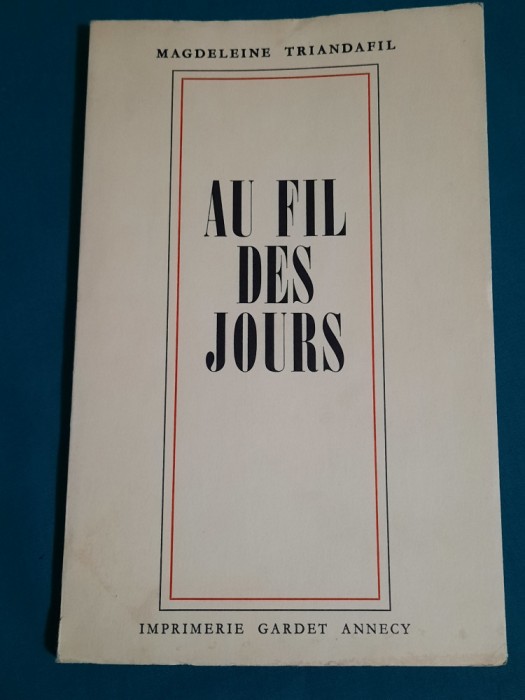 MAGDELEINE TRIANDAFIL
AU FIL
DES
JOURS
IMPRIMERIE GARDET ANNECY